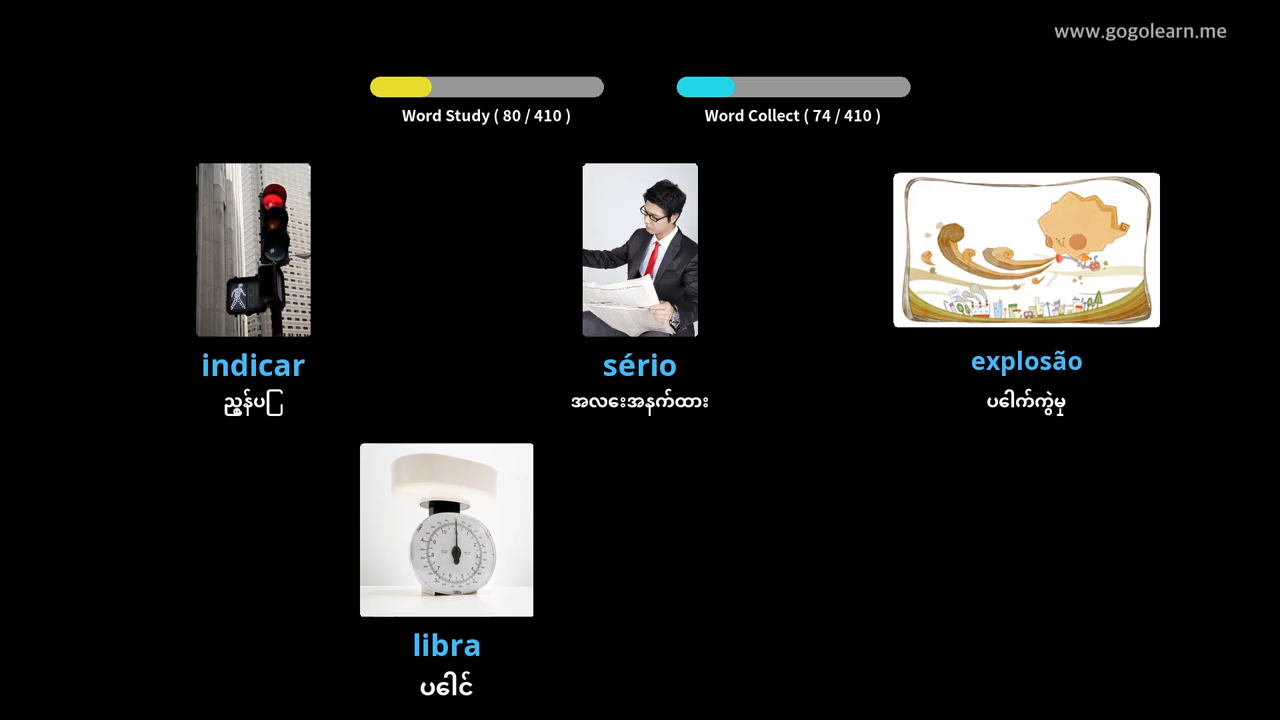 www.gogolearn.me
Word Study ( 80 / 410 )
Word Collect ( 74 / 410 )
indicar
ညွှန်ပြ
sério
အလေးအနက်ထား
explosão
ပေါက်ကွဲမှု
libra
ပေါင်